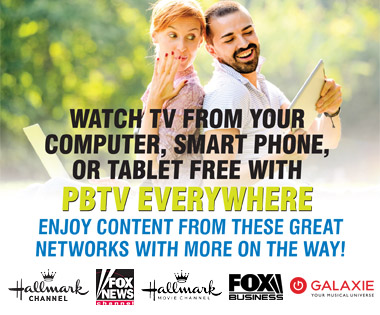 WATCH TV FROM YOUR
COMPUTER, SMART PHONE,
OR TABLET FREE WITH
PBTV EVERYWHERE
ENJOY CONTENT FROM THESE GREAT
NETWORKS WITH MORE ON THE WAY!
Hallmark
CHANNEL
FOX
NEWS
channel
Hallmark
MOVIE CHANNEL
FOX
BUSINESS
GALAXIE
YOUR MUSICAL UNIVERSE